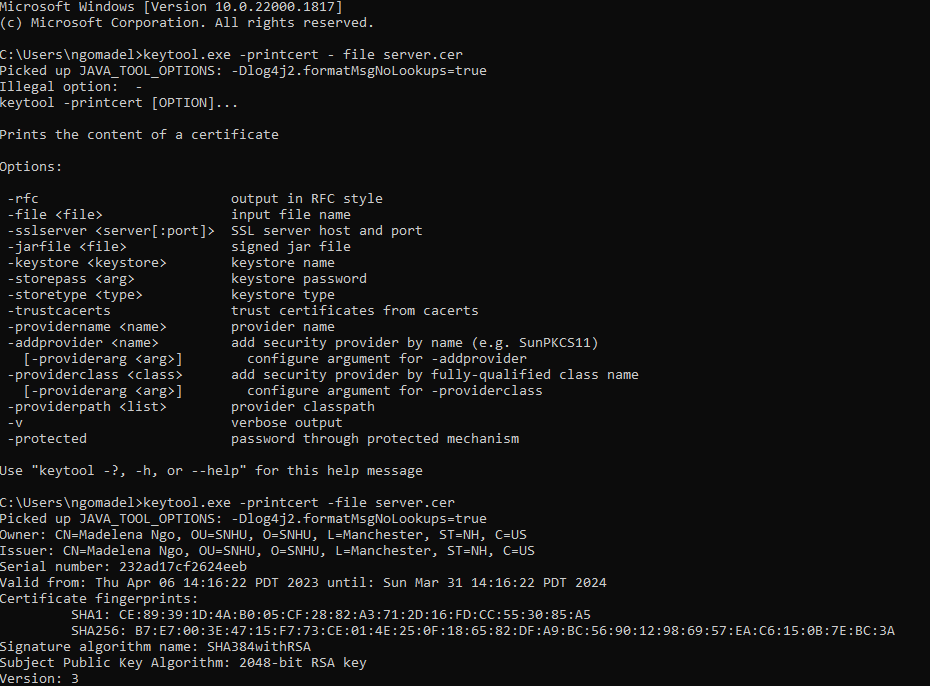 Microsoft Windows [Version 10.0.22000.1817]
(c) Microsoft Corporation. All rights reserved.
C:\Users\ngomadel>keytool.exe -printcert - file server.cer
Picked up JAVA_TOOL_OPTIONS: -Dlog4j2.formatMsgNoLookups=true
Illegal option:  -
keytool -printcert [OPTION]...
Prints the content of a certificate
Options:
 -rfc                        output in RFC style
 -file <file>                input file name
 -sslserver <server[:port]>  SSL server host and port
 -jarfile <file>             signed jar file
 -keystore <keystore>        keystore name
 -storepass <arg>            keystore password
 -storetype <type>           keystore type
 -trustcacerts               trust certificates from cacerts
 -providername <name>        provider name
 -addprovider <name>         add security provider by name (e.g. SunPKCS11)
   [-providerarg <arg>]        configure argument for -addprovider
 -providerclass <class>      add security provider by fully-qualified class name
   [-providerarg <arg>]        configure argument for -providerclass
 -providerpath <list>        provider classpath
 -v                          verbose output
 -protected                  password through protected mechanism
Use "keytool -?, -h, or --help" for this help message
C:\Users\ngomadel>keytool.exe -printcert -file server.cer
Picked up JAVA_TOOL_OPTIONS: -Dlog4j2.formatMsgNoLookups=true
Owner: CN=Madelena Ngo, OU=SNHU, O=SNHU, L=Manchester, ST=NH, C=US
Issuer: CN=Madelena Ngo, OU=SNHU, O=SNHU, L=Manchester, ST=NH, C=US
Serial number: 232ad17cf2624eeb
Valid from: Thu Apr 06 14:16:22 PDT 2023 until: Sun Mar 31 14:16:22 PDT 2024
Certificate fingerprints:
         SHA1: CE:89:39:1D:4A:B0:05:CF:28:82:A3:71:2D:16:FD:CC:55:30:85:A5
         SHA256: B7:E7:00:3E:47:15:F7:73:CE:01:4E:25:0F:18:65:82:DF:A9:BC:56:90:12:98:69:57:EA:C6:15:0B:7E:BC:3A
Signature algorithm name: SHA384withRSA
Subject Public Key Algorithm: 2048-bit RSA key
Version: 3